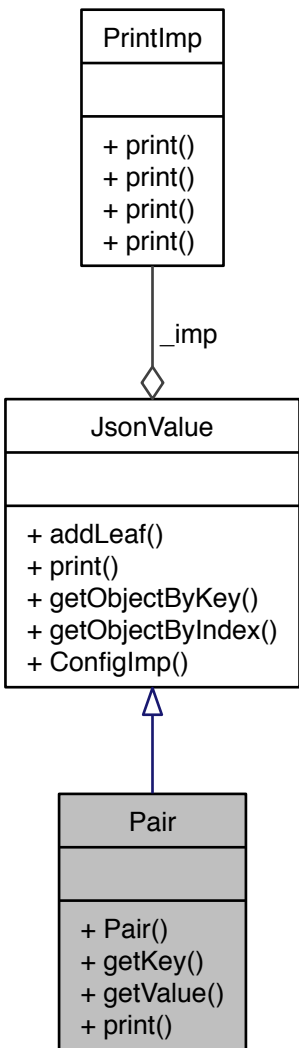 PrintImp
+ print()
+ print()
+ print()
+ print()
_imp
JsonValue
+ addLeaf()
+ print()
+ getObjectByKey()
+ getObjectByIndex()
+ ConfigImp()
Pair
+ Pair()
+ getKey()
+ getValue()
+ print()